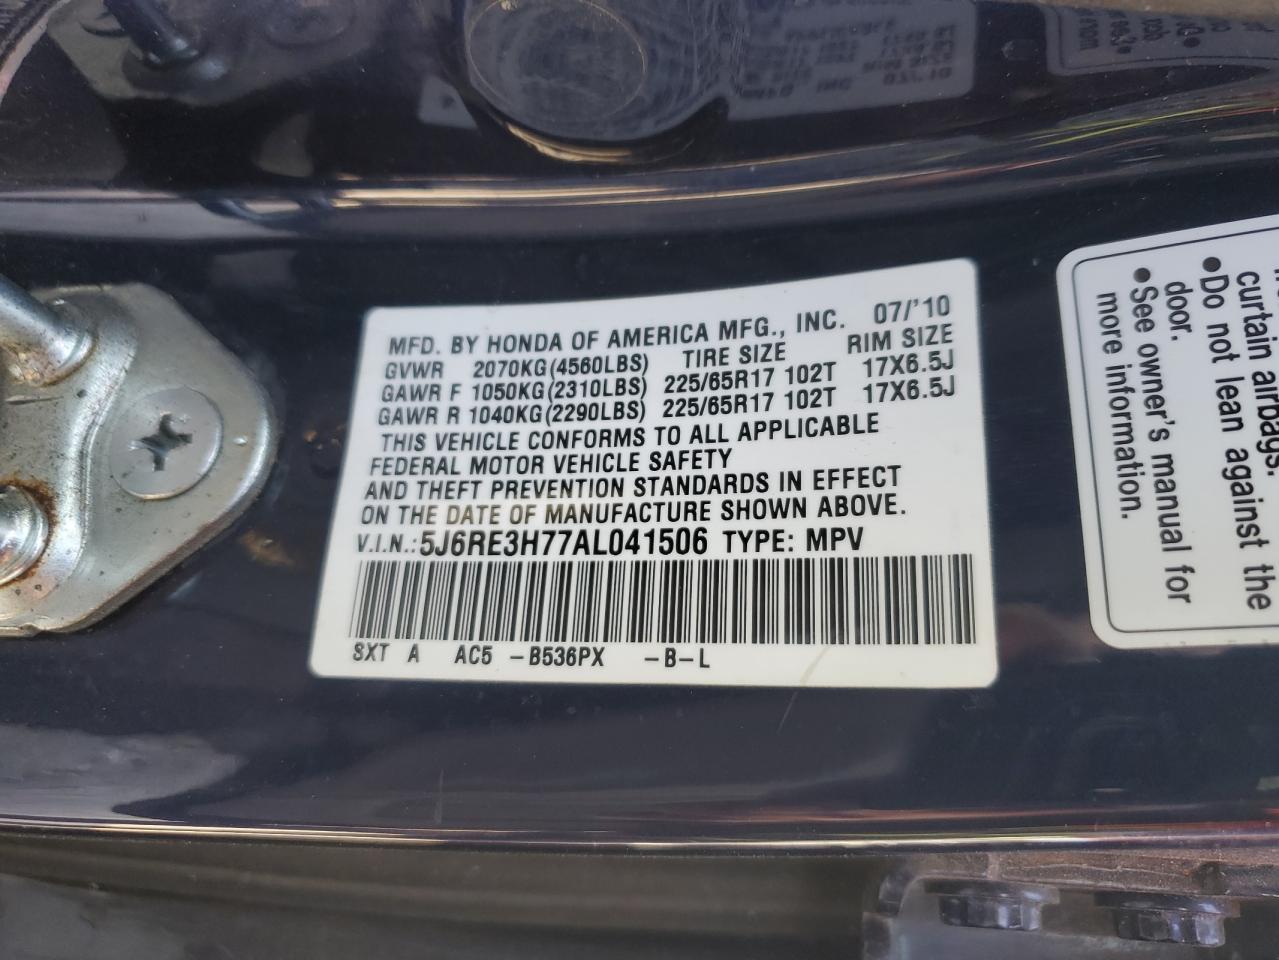 MFD. BY HONDA OF AMERICA MFG., INC. 07/'10
GVWR 2070KG(4560LBS) TIRE SIZE RIM SIZE
GAWR F 1050KG(2310LBS) 225/65R17 102T 17X6.5J
GAWR R 1040KG(2290LBS) 225/65R17 102T 17X6.5J
THIS VEHICLE CONFORMS TO ALL APPLICABLE
FEDERAL MOTOR VEHICLE SAFETY
AND THEFT PREVENTION STANDARDS IN EFFECT
ON THE DATE OF MANUFACTURE SHOWN ABOVE.
V.I.N.: 5J6RE3H77AL041506 TYPE: MPV
SXT A AC5 -B536PX -B-L
curtain airbags.
•Do not lean against the
door.
•See owner's manual for
more information.